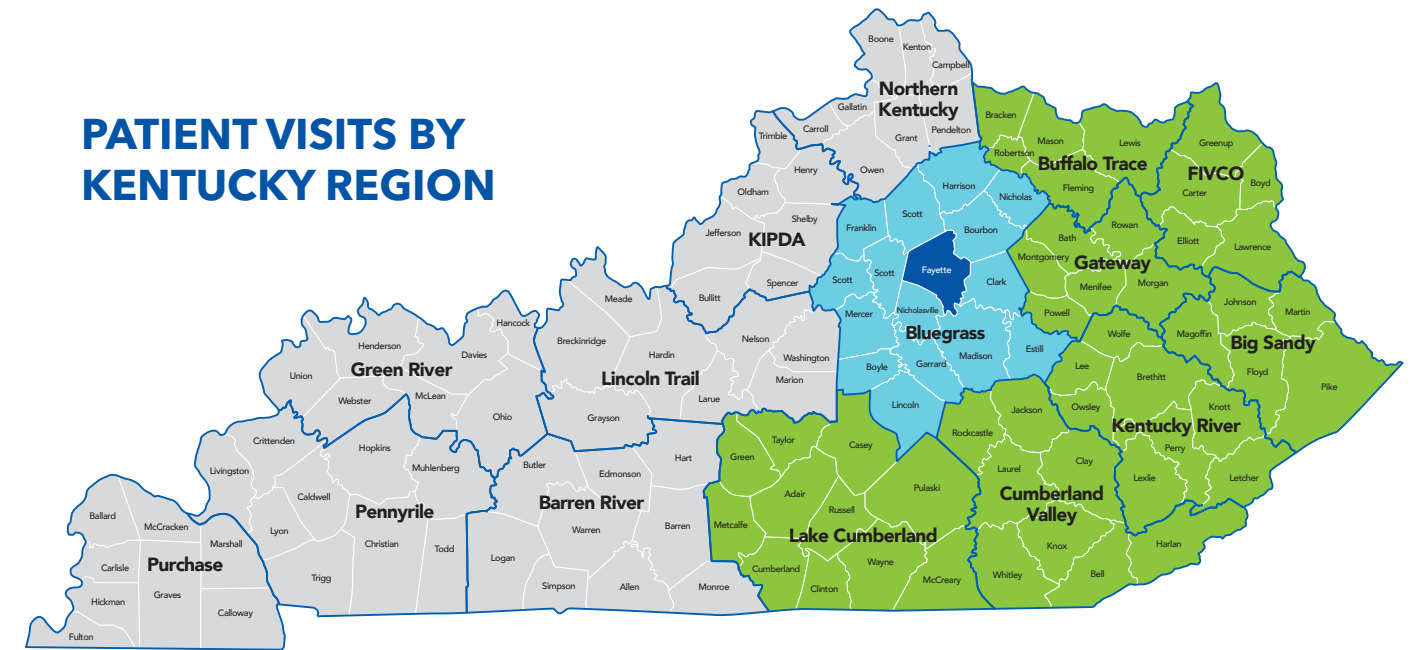 PATIENT VISITS BY
KENTUCKY REGION
Boone
Kenton
Campbell
Northern
Kentucky
Gallatin
Carroll
Grant
Pendelton
Owen
Trimble
Henry
Oldham
Shelby
Jefferson
KIPDA
Spencer
Bullitt
Bracken
Mason
Lewis
Robertson
Buffalo Trace
Fleming
Greenup
FIVCO
Carter
Boyd
Elliott
Lawrence
Harrison
Nicholas
Scott
Franklin
Bourbon
Fayette
Scott
Scott
Clark
Mercer
Nicholasville
Bluegrass
Madison
Estill
Boyle
Garrard
Lincoln
Rowan
Bath
Montgomery
Gateway
Menifee
Morgan
Powell
Johnson
Martin
Magoffin
Big Sandy
Floyd
Pike
Wolfe
Lee
Brethitt
Owsley
Knott
Kentucky River
Perry
Lexlie
Letcher
Meade
Breckinridge
Hardin
Nelson
Washington
Lincoln Trail
Marion
Larue
Grayson
Hancock
Henderson
Davies
Green River
Union
Webster
McLean
Ohio
Crittenden
Hopkins
Livingston
Muhlenberg
Caldwell
Pennyrile
Lyon
Christian
Todd
Trigg
Ballard
McCracken
Marshall
Purchase
Carlisle
Graves
Hickman
Calloway
Fulton
Butler
Edmonson
Hart
Barren River
Warren
Barren
Logan
Simpson
Allen
Monroe
Taylor
Casey
Green
Adair
Pulaski
Russell
Metcalfe
Lake Cumberland
Wayne
Cumberland
Clinton
McCreary
Jackson
Rockcastle
Laurel
Clay
Cumberland
Valley
Knox
Harlan
Whitley
Bell